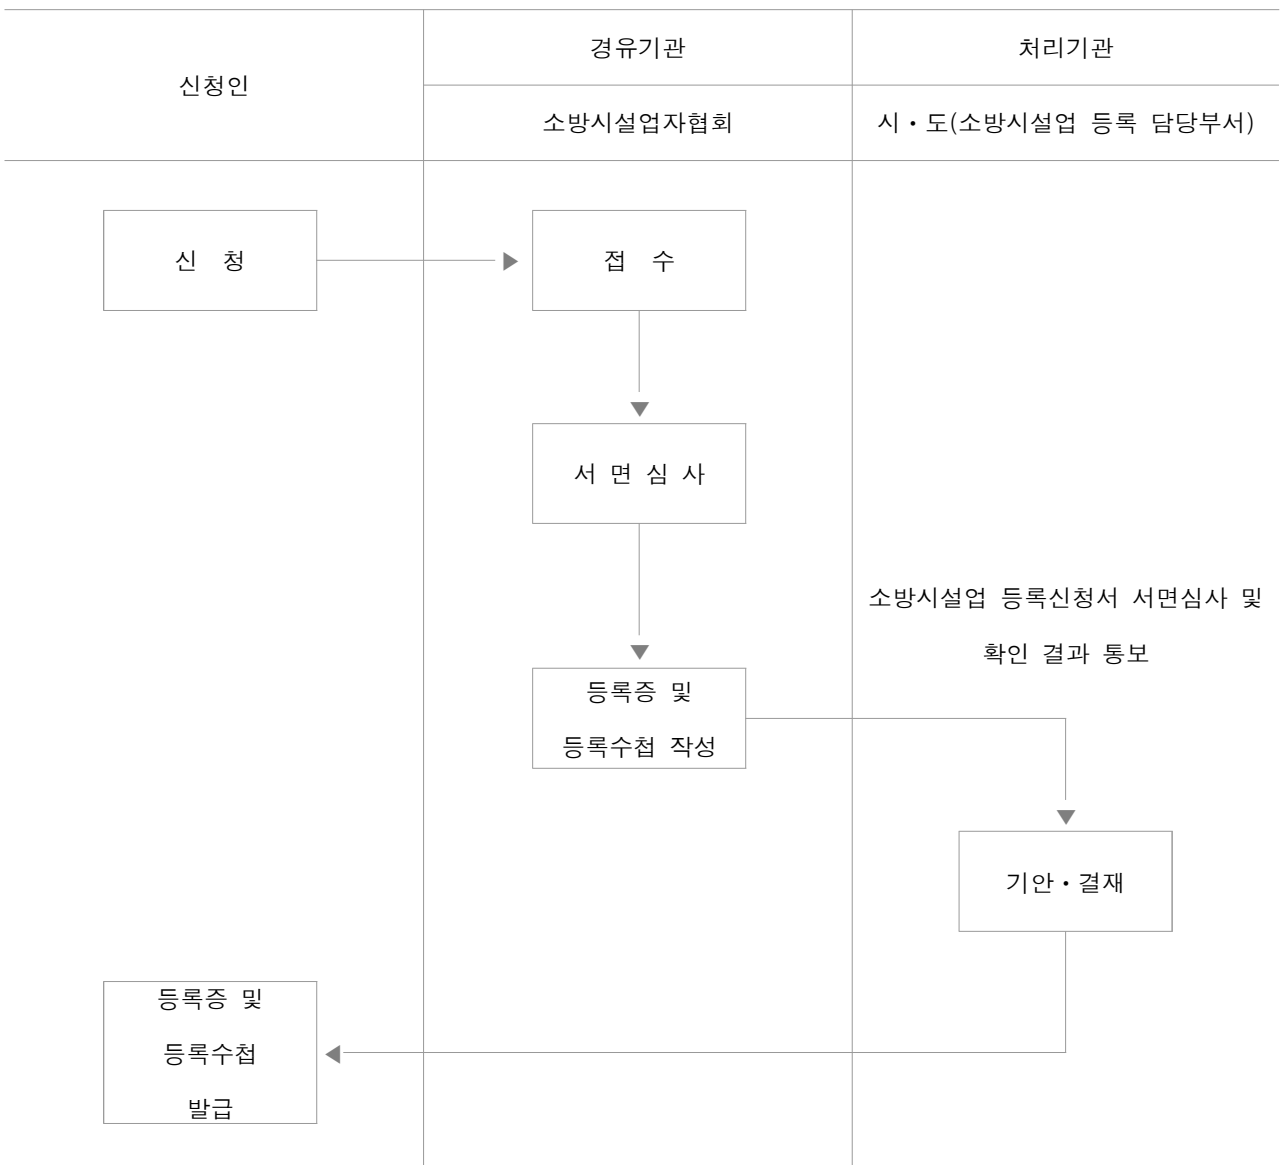 신청인
경유기관
처리기관
소방시설업자협회
시・도(소방시설업 등록 담당부서)
신 청
접 수
서 면 심 사
소방시설업 등록신청서 서면심사 및
확인 결과 통보
등록증 및
등록수첩 작성
기안・결재
등록증 및
등록수첩
발급